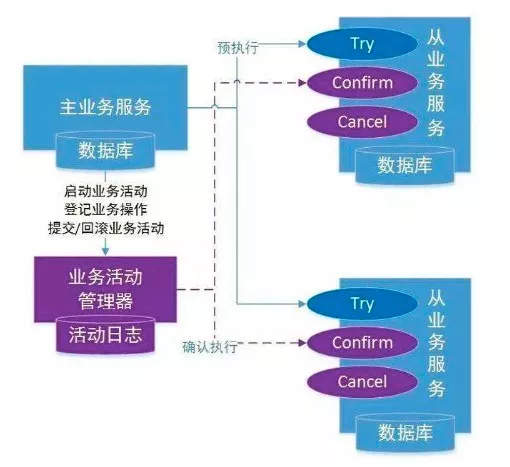 预执行
Try
Confirm
Cancel
从业务服务
数据库
主业务服务
数据库
启动业务活动
登记业务操作
提交/回滚业务活动
业务活动
管理器
活动日志
确认执行
Try
Confirm
Cancel
从业务服务
数据库